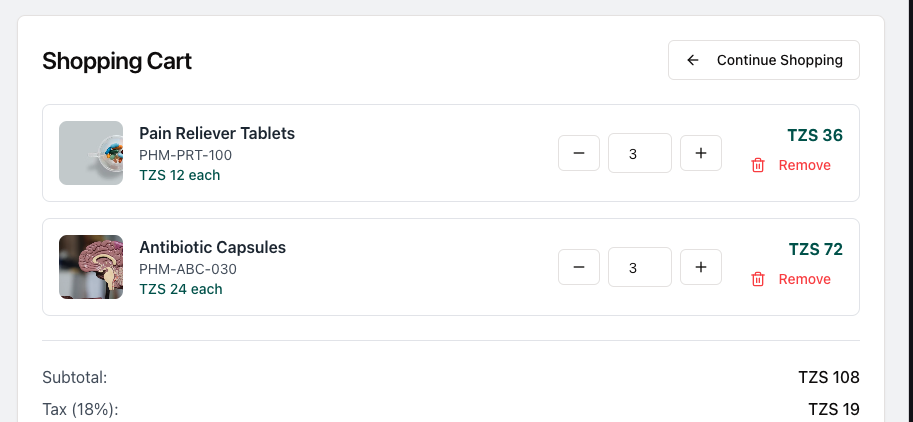 Shopping Cart
Continue Shopping
Pain Reliever Tablets
PHM-PRT-100
TZS 12 each
3
TZS 36
Remove
Antibiotic Capsules
PHM-ABC-030
TZS 24 each
3
TZS 72
Remove
Subtotal: TZS 108
Tax (18%): TZS 19